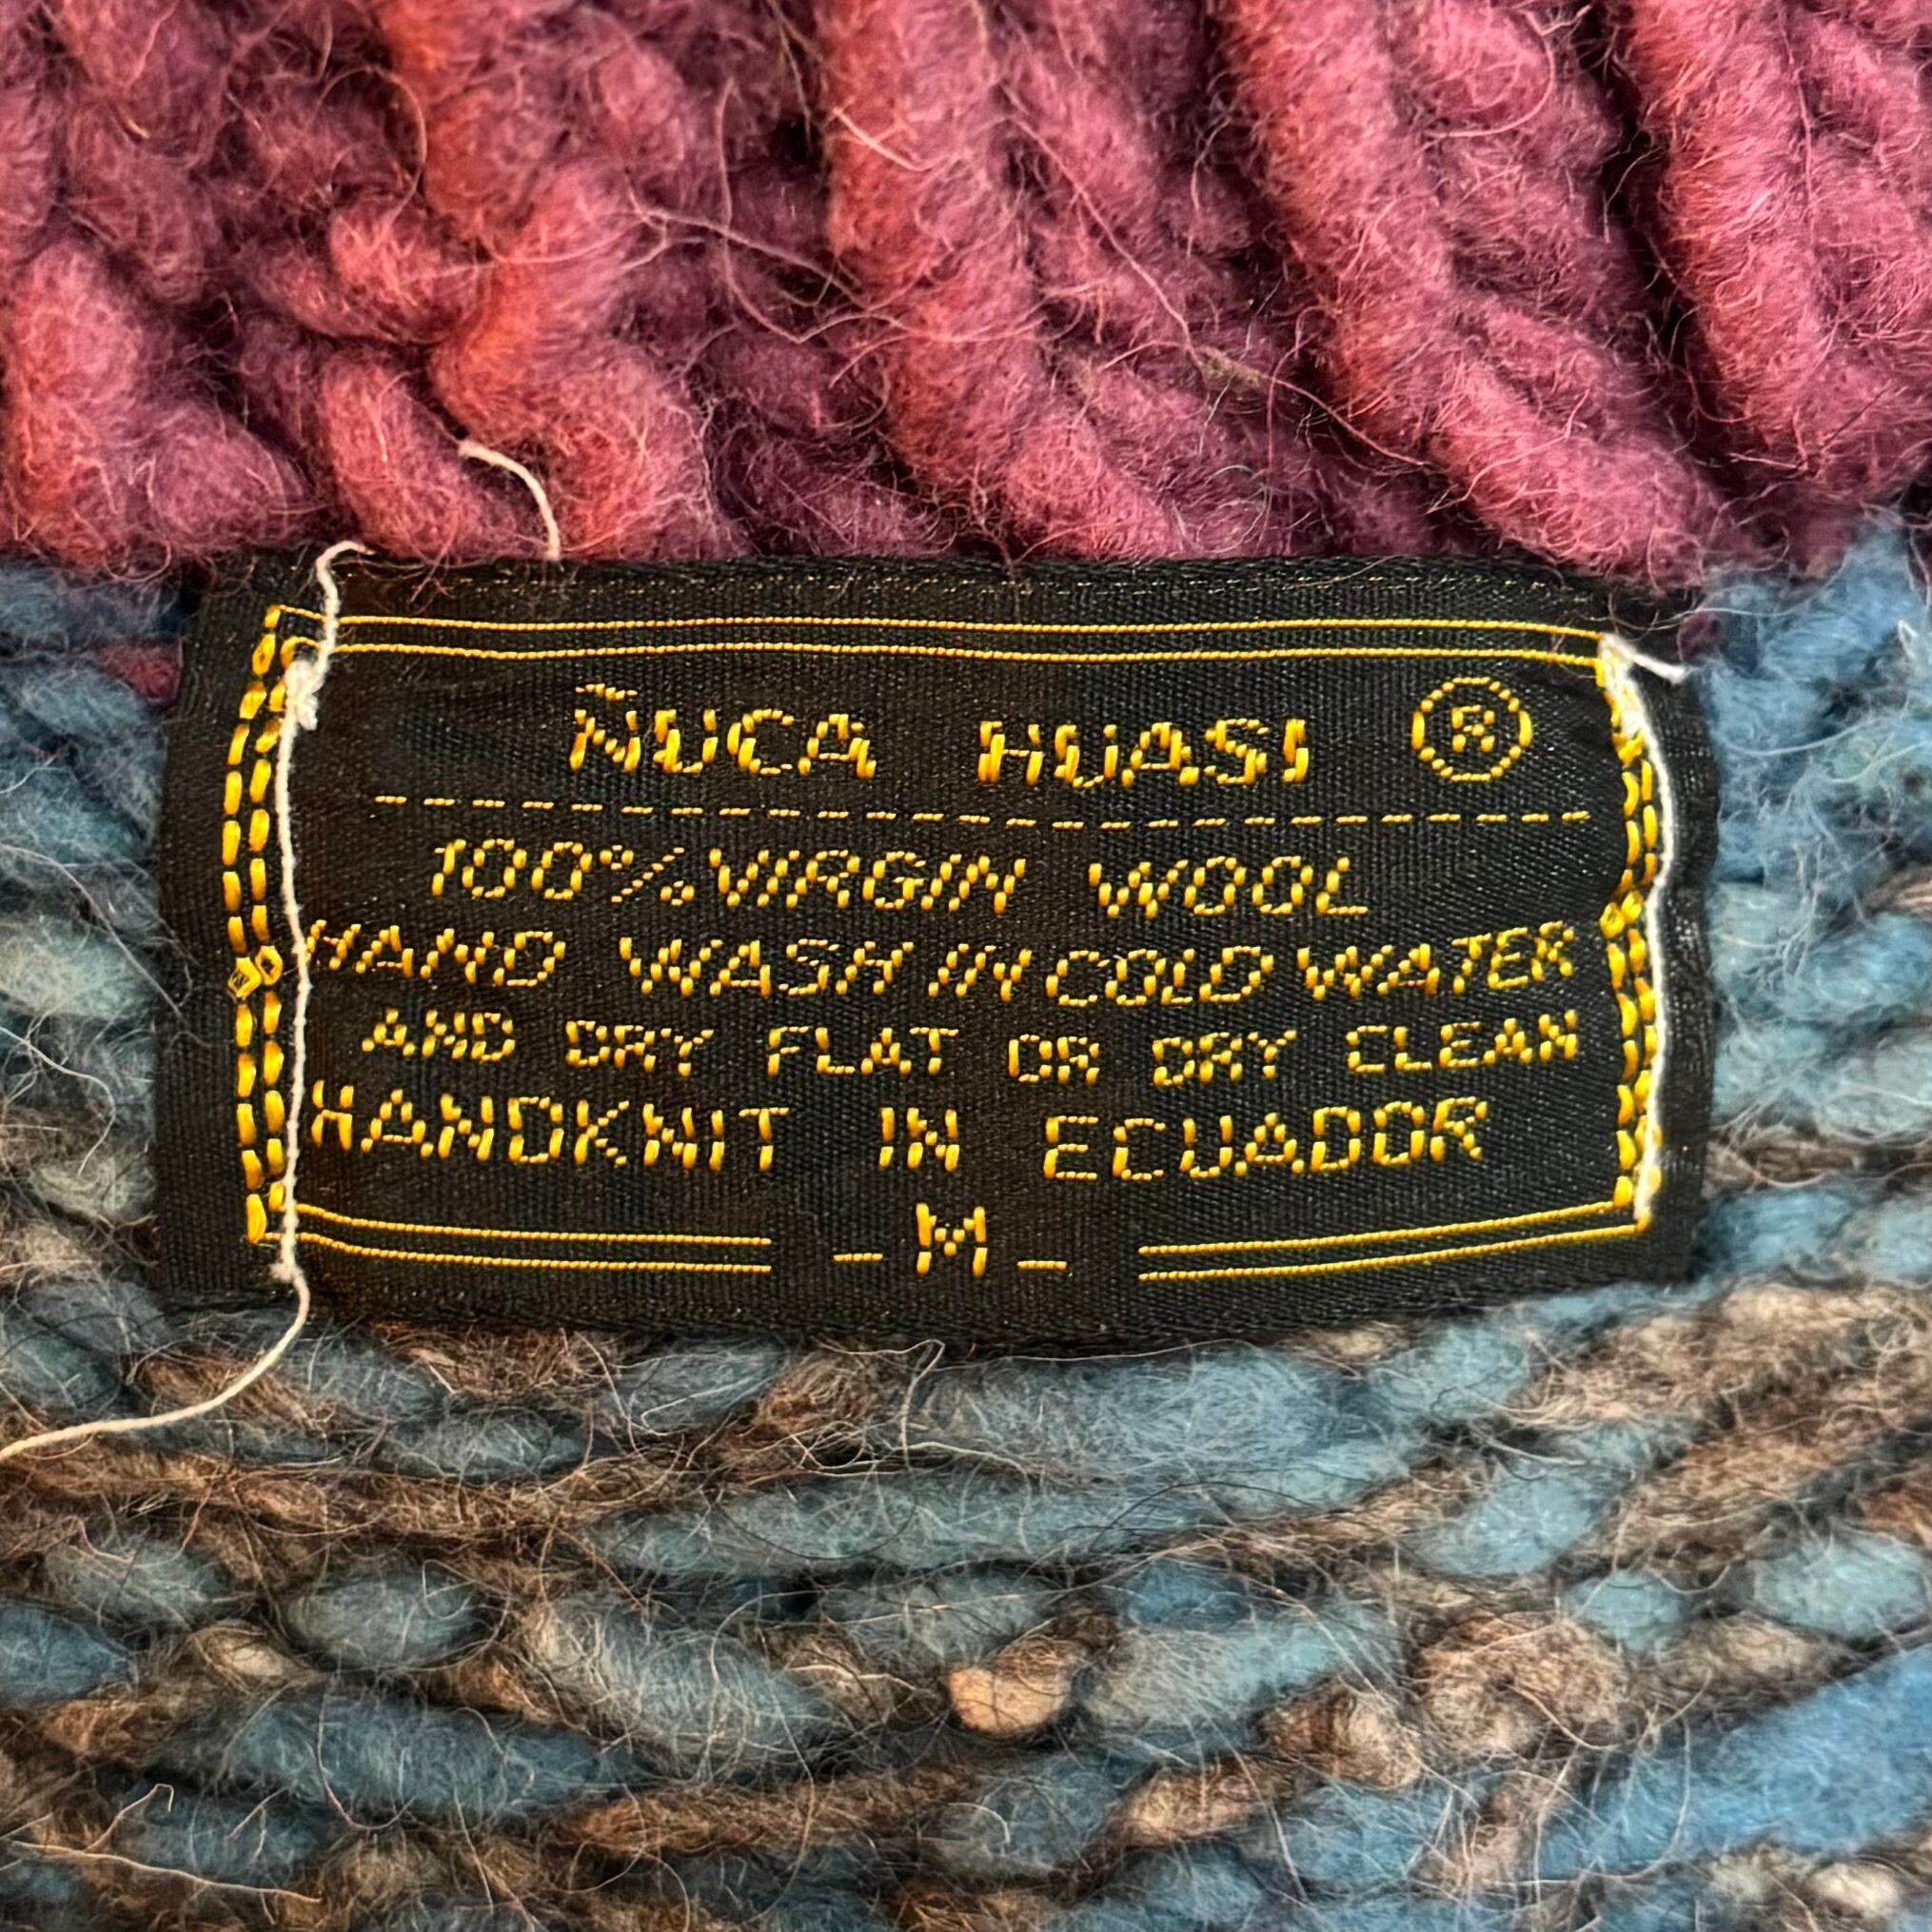 ÑUCA HUASI ®
100% VIRGIN WOOL
HAND WASH IN COLD WATER
AND DRY FLAT OR DRY CLEAN
HANDKNIT IN ECUADOR
- M -